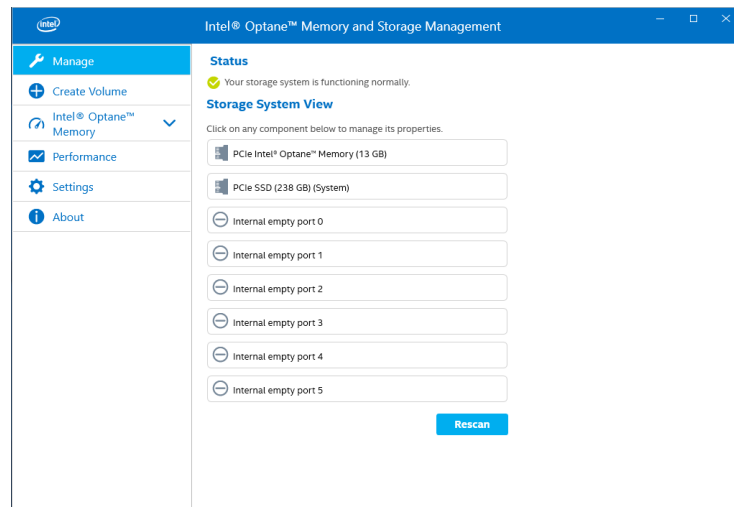 intel
Intel® Optane™ Memory and Storage Management
Manage
Create Volume
Intel® Optane™
Memory
Performance
Settings
About
Status
Your storage system is functioning normally.
Storage System View
Click on any component below to manage its properties.
PCIe Intel® Optane™ Memory (13 GB)
PCIe SSD (238 GB) (System)
Internal empty port 0
Internal empty port 1
Internal empty port 2
Internal empty port 3
Internal empty port 4
Internal empty port 5
Rescan